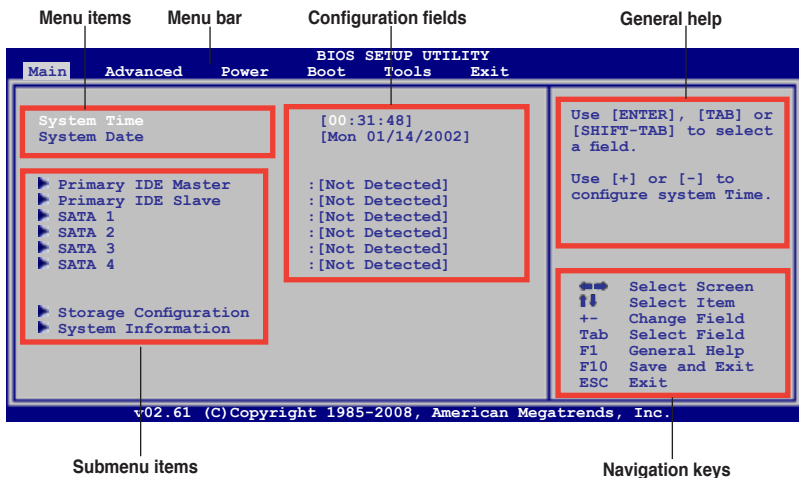 Menu items Menu bar Configuration fields General help
BIOS SETUP UTILITY
Main Advanced Power Boot Tools Exit
System Time [00:31:48]
System Date [Mon 01/14/2002]
Primary IDE Master :[Not Detected]
Primary IDE Slave :[Not Detected]
SATA 1 :[Not Detected]
SATA 2 :[Not Detected]
SATA 3 :[Not Detected]
SATA 4 :[Not Detected]
Storage Configuration
System Information
Use [ENTER], [TAB] or
[SHIFT-TAB] to select
a field.
Use [+] or [-] to
configure system Time.
Select Screen
Select Item
+- Change Field
Tab Select Field
F1 General Help
F10 Save and Exit
ESC Exit
v02.61 (C)Copyright 1985-2008, American Megatrends, Inc.
Submenu items Navigation keys